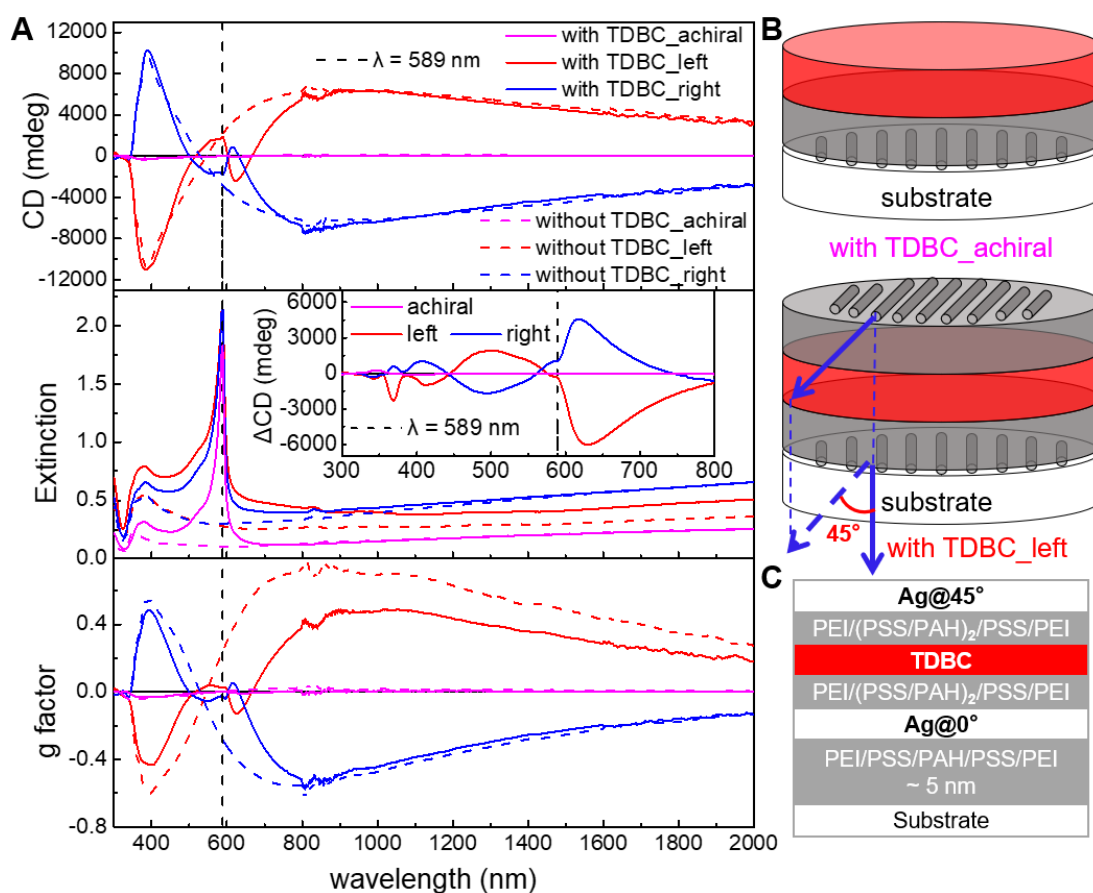 A
12000
8000
4000
0
-4000
-8000
-12000
CD (mdeg)
λ = 589 nm
with TDBC_achiral
with TDBC_left
with TDBC_right
without TDBC_achiral
without TDBC_left
without TDBC_right
2.0
1.5
1.0
0.5
0.0
Extinction
6000
3000
0
-3000
-6000
ΔCD (mdeg)
achiral
left
right
λ = 589 nm
300 400 500 600 700 800
0.4
0.0
-0.4
-0.8
g factor
400 600 800 1000 1200 1400 1600 1800 2000
wavelength (nm)
B
substrate
with TDBC_achiral
substrate
45°
with TDBC_left
C
Ag@45°
PEI/(PSS/PAH)₂/PSS/PEI
TDBC
PEI/(PSS/PAH)₂/PSS/PEI
Ag@0°
PEI/PSS/PAH/PSS/PEI
~ 5 nm
Substrate